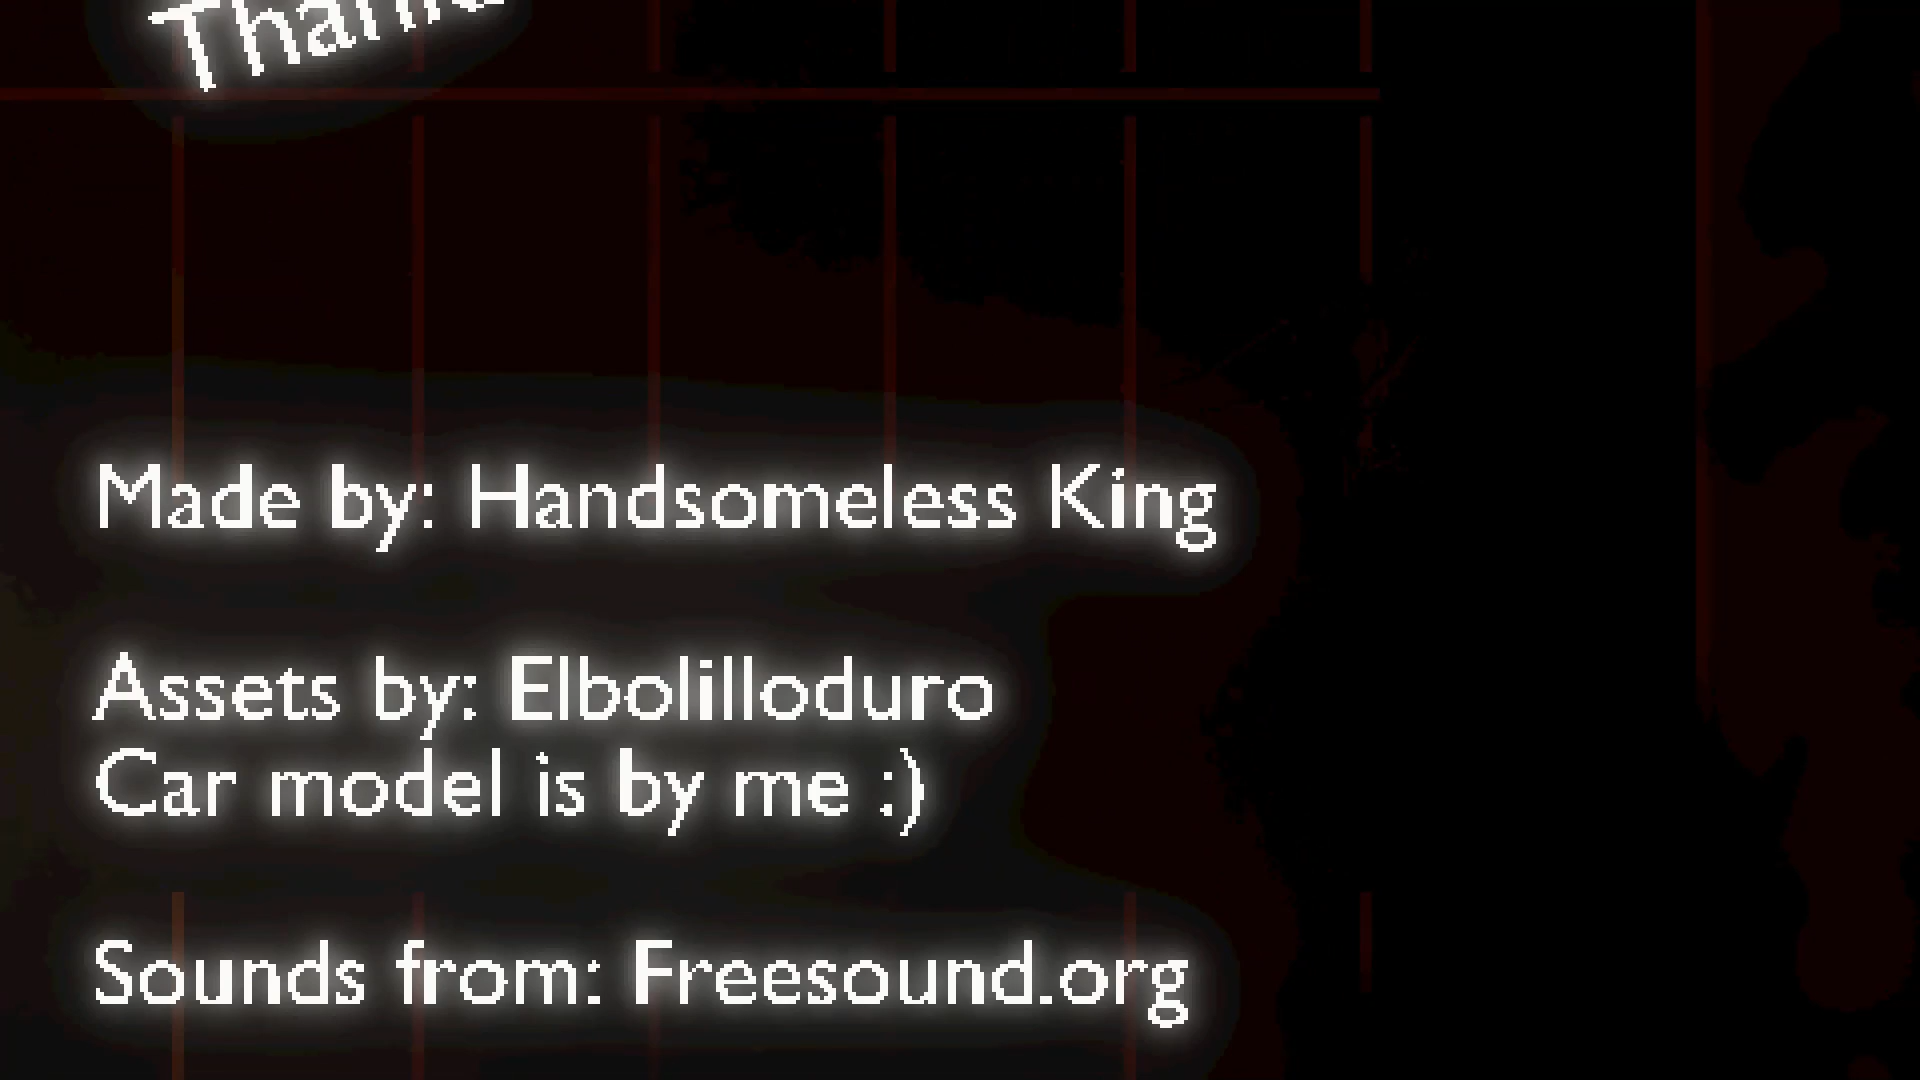 Made by: Handsomeless King
Assets by: Elbolilloduro
Car model is by me :)
Sounds from: Freesound.org